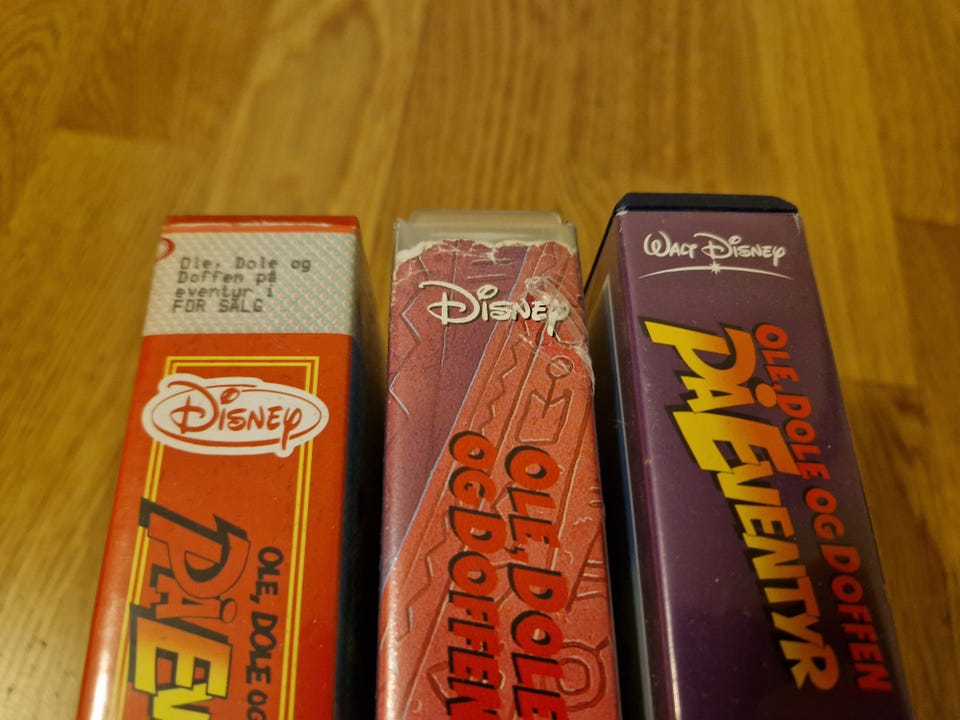 Ole, Dole og
Doffen på
eventyr i
FOR SALG
Disney
OLE, DOLE OG
PÅ EV
Disney
OLE, DOLE
OG DOFFEN
Walt Disney
OLE, DOLE OG DOFFEN
PÅ EVENTYR